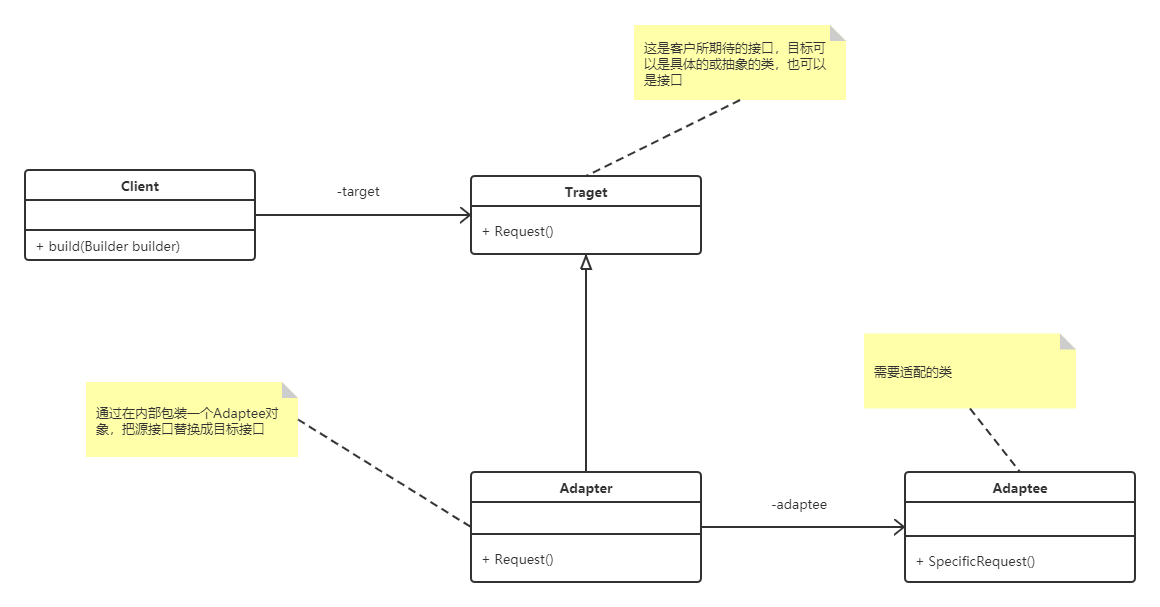 这是客户所期待的接口，目标可
以是具体的或抽象的类，也可以
是接口
Client
+ build(Builder builder)
-target
Traget
+ Request()
需要适配的类
通过在内部包装一个Adaptee对
象，把源接口替换成目标接口
Adapter
+ Request()
-adaptee
Adaptee
+ SpecificRequest()